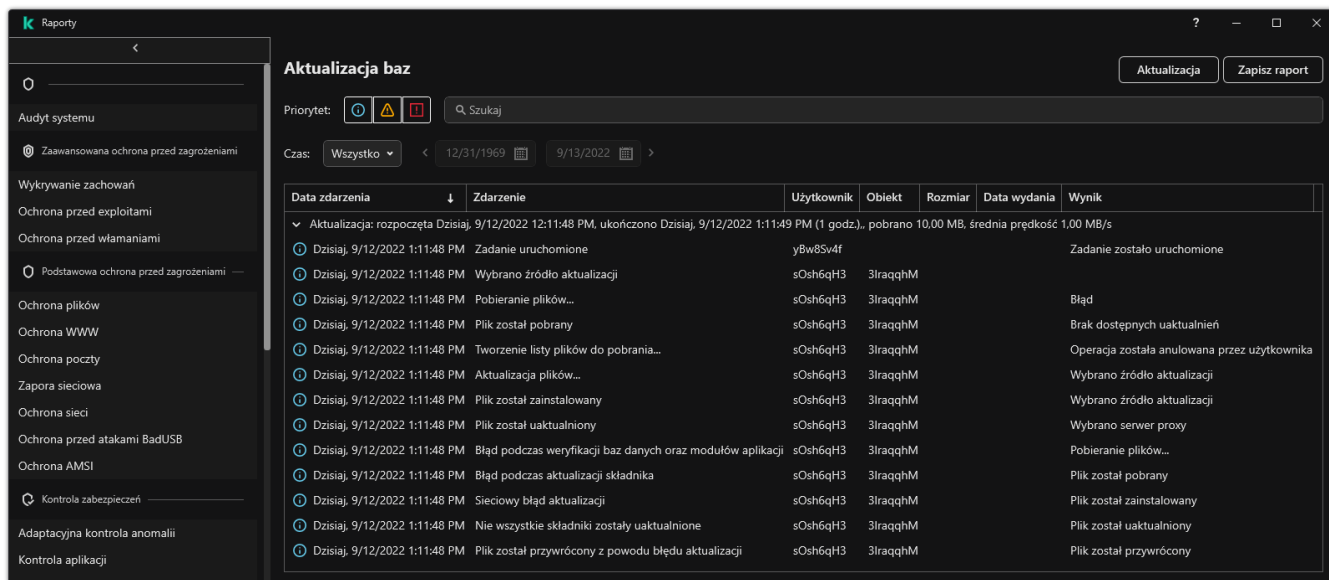 Raporty
?
Audyt systemu
Zaawansowana ochrona przed zagrożeniami
Wykrywanie zachowań
Ochrona przed exploitami
Ochrona przed włamaniami
Podstawowa ochrona przed zagrożeniami
Ochrona plików
Ochrona WWW
Ochrona poczty
Zapora sieciowa
Ochrona sieci
Ochrona przed atakami BadUSB
Ochrona AMSI
Kontrola zabezpieczeń
Adaptacyjna kontrola anomalii
Kontrola aplikacji
Aktualizacja baz
Aktualizacja Zapisz raport
Priorytet: Szukaj
Czas: Wszystko 12/31/1969 9/13/2022
Data zdarzenia ↓ Zdarzenie Użytkownik Obiekt Rozmiar Data wydania Wynik
Aktualizacja: rozpoczęta Dzisiaj, 9/12/2022 12:11:48 PM, ukończono Dzisiaj, 9/12/2022 1:11:49 PM (1 godz.),, pobrano 10,00 MB, średnia prędkość 1,00 MB/s
Dzisiaj, 9/12/2022 1:11:48 PM Zadanie uruchomione yBw8Sv4f Zadanie zostało uruchomione
Dzisiaj, 9/12/2022 1:11:48 PM Wybrano źródło aktualizacji sOsh6qH3 3IraqqhM
Dzisiaj, 9/12/2022 1:11:48 PM Pobieranie plików... sOsh6qH3 3IraqqhM Błąd
Dzisiaj, 9/12/2022 1:11:48 PM Plik został pobrany sOsh6qH3 3IraqqhM Brak dostępnych uaktualnień
Dzisiaj, 9/12/2022 1:11:48 PM Tworzenie listy plików do pobrania... sOsh6qH3 3IraqqhM Operacja została anulowana przez użytkownika
Dzisiaj, 9/12/2022 1:11:48 PM Aktualizacja plików... sOsh6qH3 3IraqqhM Wybrano źródło aktualizacji
Dzisiaj, 9/12/2022 1:11:48 PM Plik został zainstalowany sOsh6qH3 3IraqqhM Wybrano źródło aktualizacji
Dzisiaj, 9/12/2022 1:11:48 PM Plik został uaktualniony sOsh6qH3 3IraqqhM Wybrano serwer proxy
Dzisiaj, 9/12/2022 1:11:48 PM Błąd podczas weryfikacji baz danych oraz modułów aplikacji sOsh6qH3 3IraqqhM Pobieranie plików...
Dzisiaj, 9/12/2022 1:11:48 PM Błąd podczas aktualizacji składnika sOsh6qH3 3IraqqhM Plik został pobrany
Dzisiaj, 9/12/2022 1:11:48 PM Sieciowy błąd aktualizacji sOsh6qH3 3IraqqhM Plik został zainstalowany
Dzisiaj, 9/12/2022 1:11:48 PM Nie wszystkie składniki zostały uaktualnione sOsh6qH3 3IraqqhM Plik został uaktualniony
Dzisiaj, 9/12/2022 1:11:48 PM Plik został przywrócony z powodu błędu aktualizacji sOsh6qH3 3IraqqhM Plik został przywrócony